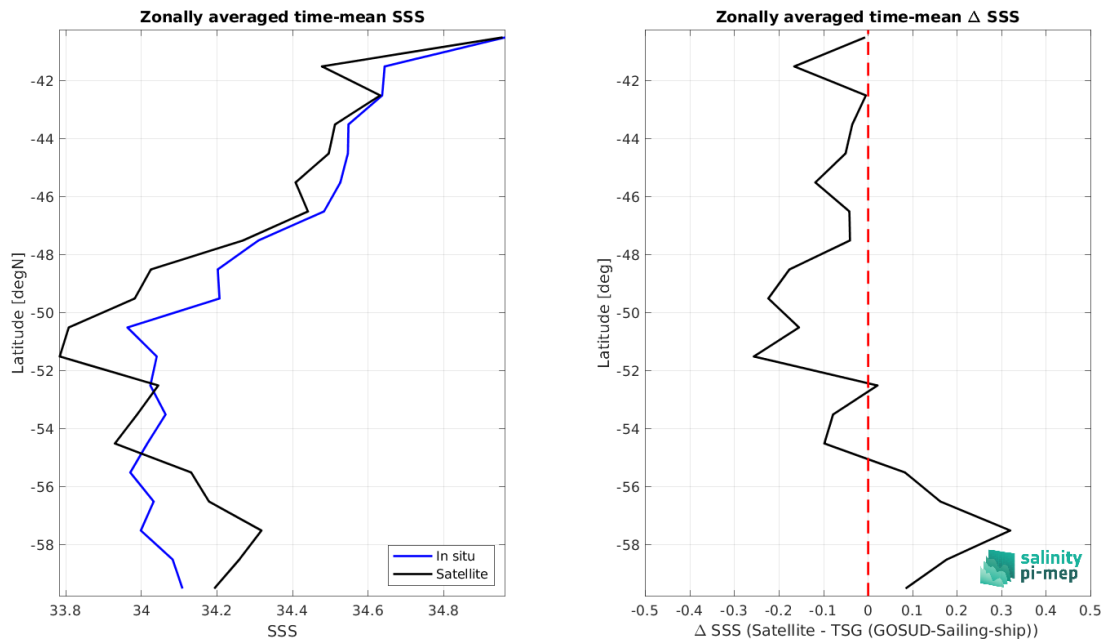 Zonally averaged time-mean SSS
Latitude [degN]
-42
-44
-46
-48
-50
-52
-54
-56
-58
33.8 34 34.2 34.4 34.6 34.8
SSS
In situ
Satellite
Zonally averaged time-mean Δ SSS
Latitude [deg]
-42
-44
-46
-48
-50
-52
-54
-56
-58
-0.5 -0.4 -0.3 -0.2 -0.1 0 0.1 0.2 0.3 0.4 0.5
Δ SSS (Satellite - TSG (GOSUD-Sailing-ship))
salinity
pi-mep